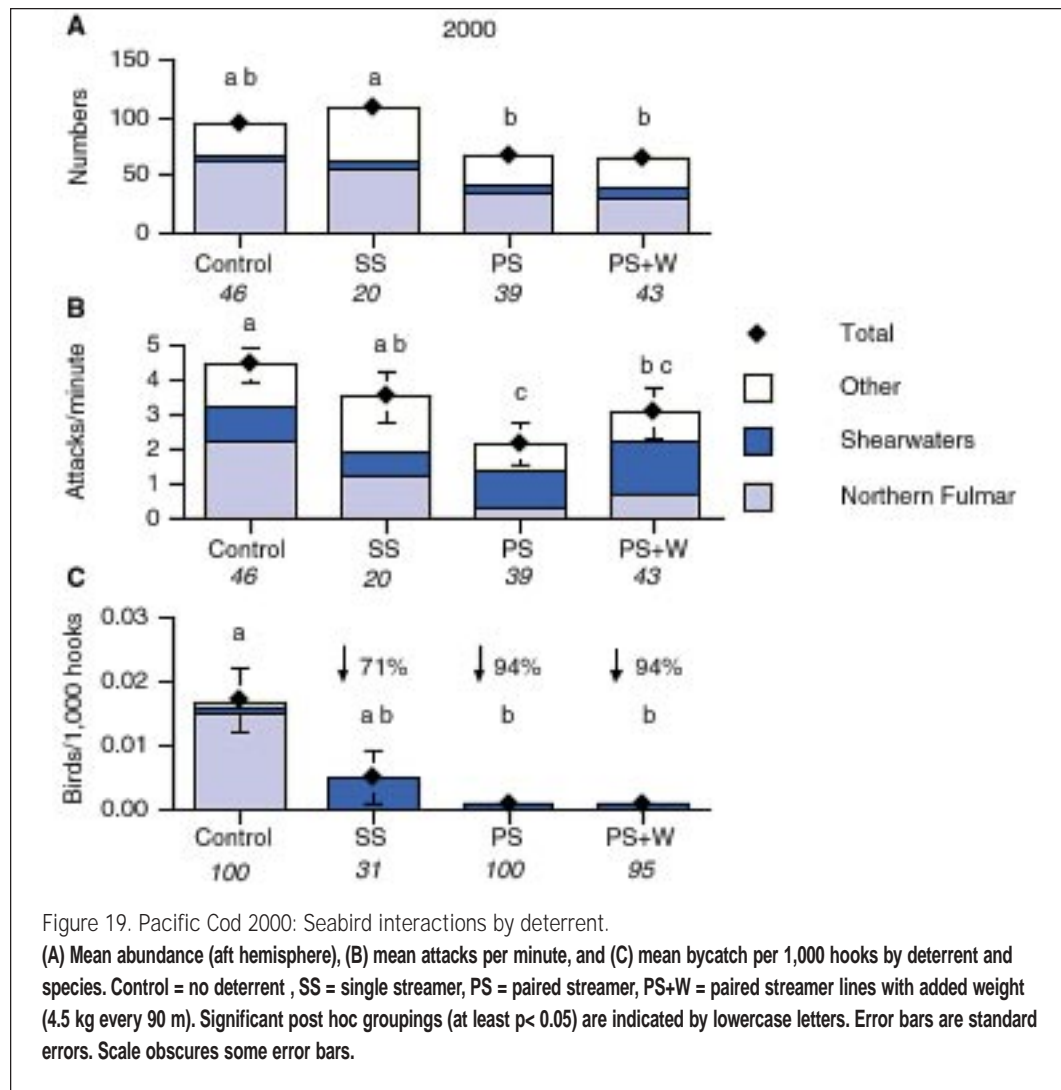 A
2000
150
100
50
0
Numbers
a b
a
b
b
Control
SS
PS
PS+W
46
20
39
43
B
5
4
3
2
1
0
Attacks/minute
a
a b
c
b c
Control
SS
PS
PS+W
46
20
39
43
Total
Other
Shearwaters
Northern Fulmar
C
0.03
0.02
0.01
0.00
Birds/1,000 hooks
a
71%
94%
94%
a b
b
b
Control
SS
PS
PS+W
100
31
100
95
Figure 19. Pacific Cod 2000: Seabird interactions by deterrent.
(A) Mean abundance (aft hemisphere), (B) mean attacks per minute, and (C) mean bycatch per 1,000 hooks by deterrent and
species. Control = no deterrent , SS = single streamer, PS = paired streamer, PS+W = paired streamer lines with added weight
(4.5 kg every 90 m). Significant post hoc groupings (at least p< 0.05) are indicated by lowercase letters. Error bars are standard
errors. Scale obscures some error bars.